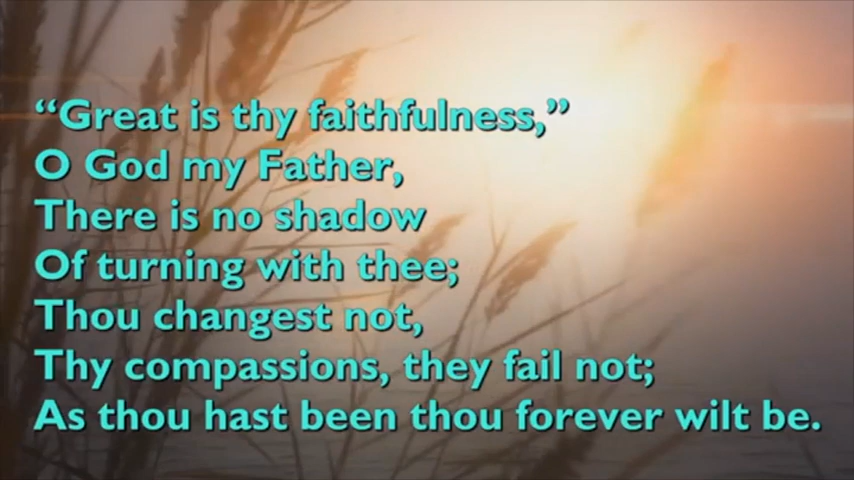 “Great is thy faithfulness,”
O God my Father,
There is no shadow
Of turning with thee;
Thou changest not,
Thy compassions, they fail not;
As thou hast been thou forever wilt be.